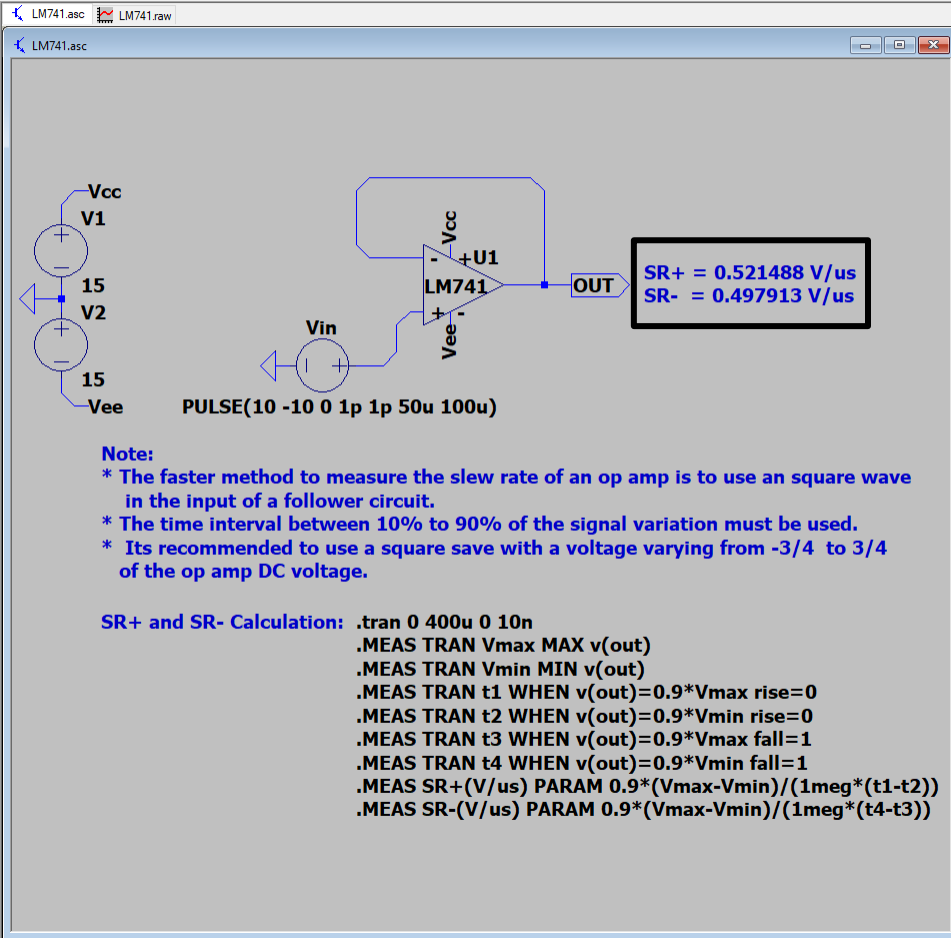 LM741.asc LM741.raw
LM741.asc
Vcc
V1
15
V2
15
Vee
Vcc
- +U1
LM741
+ -
Vee
OUT
SR+ = 0.521488 V/us
SR-  = 0.497913 V/us
Vin
PULSE(10 -10 0 1p 1p 50u 100u)
Note:
* The faster method to measure the slew rate of an op amp is to use an square wave
in the input of a follower circuit.
* The time interval between 10% to 90% of the signal variation must be used.
*  Its recommended to use a square save with a voltage varying from -3/4  to 3/4
of the op amp DC voltage.
SR+ and SR- Calculation: .tran 0 400u 0 10n
.MEAS TRAN Vmax MAX v(out)
.MEAS TRAN Vmin MIN v(out)
.MEAS TRAN t1 WHEN v(out)=0.9*Vmax rise=0
.MEAS TRAN t2 WHEN v(out)=0.9*Vmin rise=0
.MEAS TRAN t3 WHEN v(out)=0.9*Vmax fall=1
.MEAS TRAN t4 WHEN v(out)=0.9*Vmin fall=1
.MEAS SR+(V/us) PARAM 0.9*(Vmax-Vmin)/(1meg*(t1-t2))
.MEAS SR-(V/us) PARAM 0.9*(Vmax-Vmin)/(1meg*(t4-t3))